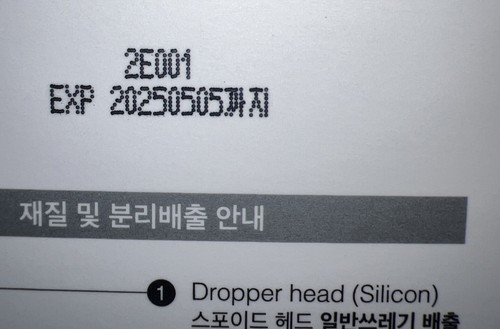 2E001
EXP 20250505까지
재질 및 분리배출 안내
1 Dropper head (Silicon)
스포이드 헤드 일반쓰레기 배출